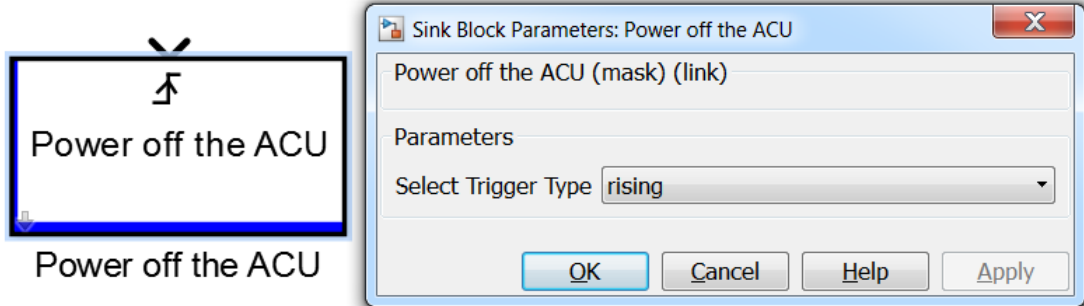 Power off the ACU
Power off the ACU
Sink Block Parameters: Power off the ACU
Power off the ACU (mask) (link)
Parameters
Select Trigger Type rising
OK Cancel Help Apply